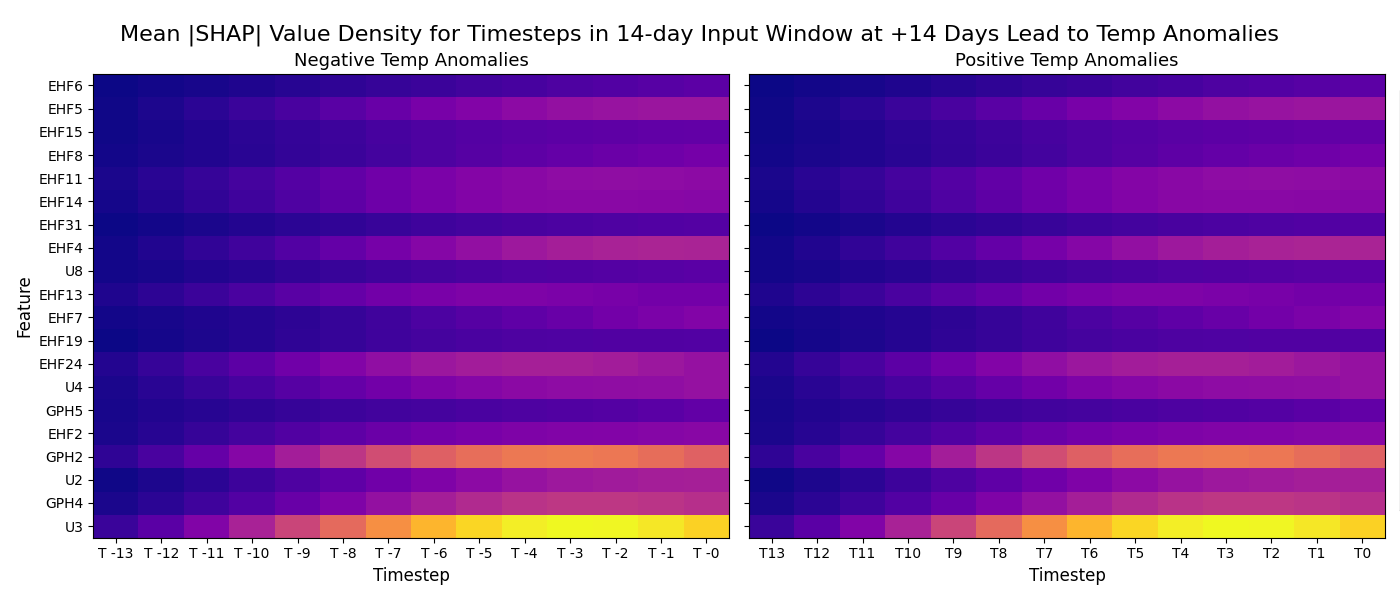 Mean |SHAP| Value Density for Timesteps in 14-day Input Window at +14 Days Lead to Temp Anomalies
Negative Temp Anomalies
Positive Temp Anomalies
Feature
EHF6
EHF5
EHF15
EHF8
EHF11
EHF14
EHF31
EHF4
U8
EHF13
EHF7
EHF19
EHF24
U4
GPH5
EHF2
GPH2
U2
GPH4
U3
T -13 T -12 T -11 T -10 T -9 T -8 T -7 T -6 T -5 T -4 T -3 T -2 T -1 T -0
Timestep
T13 T12 T11 T10 T9 T8 T7 T6 T5 T4 T3 T2 T1 T0
Timestep